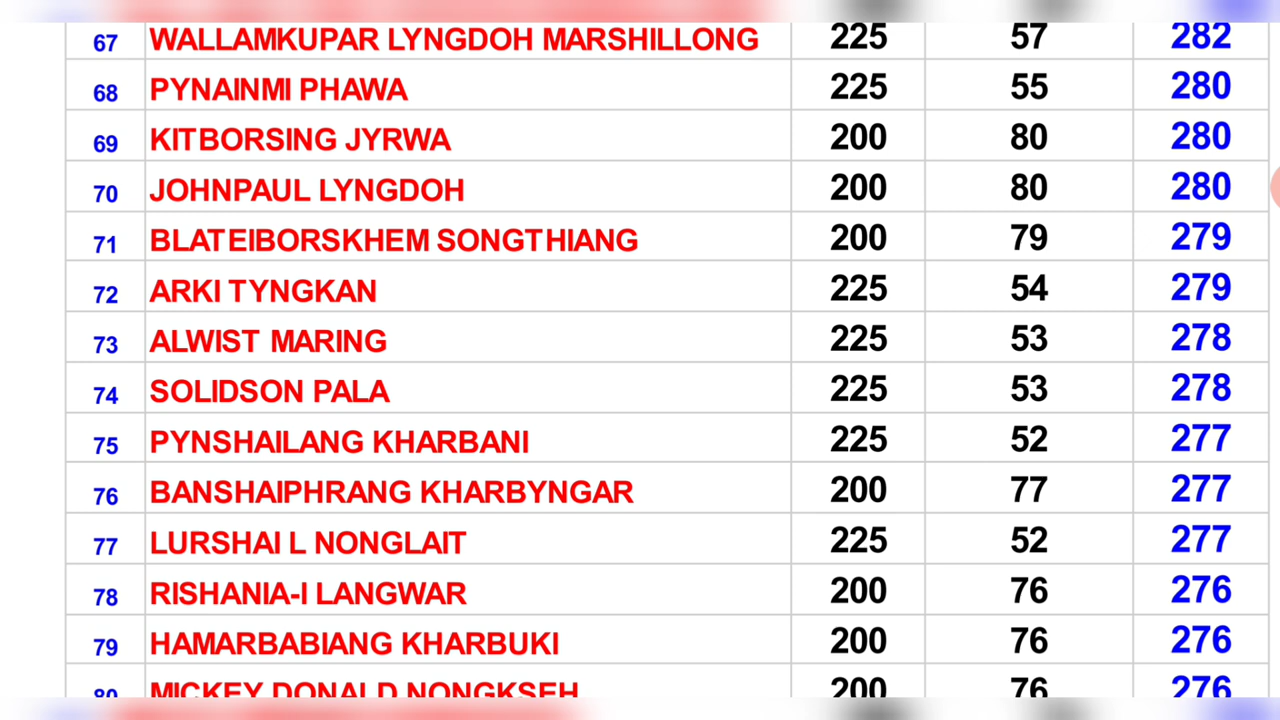 67 WALLAMKUPAR LYNGDOH MARSHILLONG 225 57 282
68 PYNAINMI PHAWA 225 55 280
69 KITBORSING JYRWA 200 80 280
70 JOHNPAUL LYNGDOH 200 80 280
71 BLATEIBORSKHEM SONGTHIANG 200 79 279
72 ARKI TYNGKAN 225 54 279
73 ALWIST MARING 225 53 278
74 SOLIDSON PALA 225 53 278
75 PYNSHAILANG KHARBANI 225 52 277
76 BANSHAIPHRANG KHARBYNGAR 200 77 277
77 LURSHAI L NONGLAIT 225 52 277
78 RISHANIA-I LANGWAR 200 76 276
79 HAMARBABIANG KHARBUKI 200 76 276
80 MICKEY DONALD NONGKSEH 200 76 276